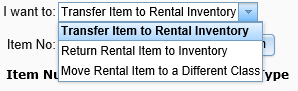 I want to: Transfer Item to Rental Inventory
Transfer Item to Rental Inventory
Item No:
Return Rental Item to Inventory
Move Rental Item to a Different Class
Item Nu
Type